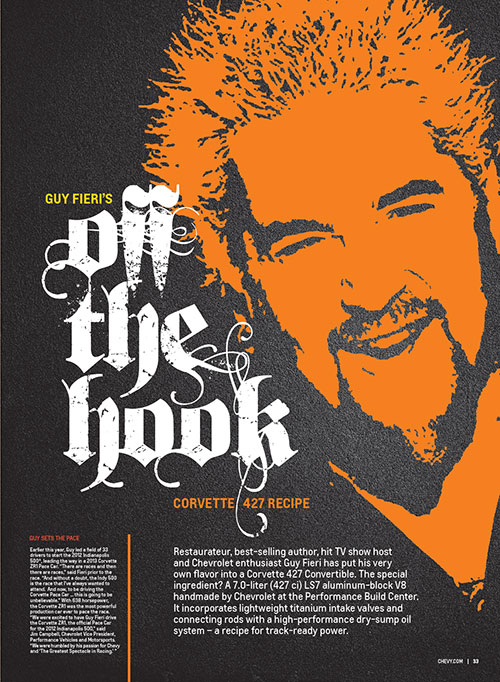 GUY FIERI'S
off
the
hook
CORVETTE 427 RECIPE
GUY SETS THE PACE
Earlier this year, Guy led a field of 33
drivers to start the 2012 Indianapolis
500®, leading the way in a 2013 Corvette
ZR1 Pace Car. "There are races and then
there are races," said Fieri prior to the
race. "And without a doubt, the Indy 500
is the race that I've always wanted to
attend. And now, to be driving the
Corvette Pace Car ... this is going to be
unbelievable." With 638 horsepower,
the Corvette ZR1 was the most powerful
production car ever to pace the race.
"We were excited to have Guy Fieri drive
the Corvette ZR1, the official Pace Car
for the 2012 Indianapolis 500," said
Jim Campbell, Chevrolet Vice President,
Performance Vehicles and Motorsports.
"We were humbled by his passion for Chevy
and 'The Greatest Spectacle in Racing.'"
Restaurateur, best-selling author, hit TV show host
and Chevrolet enthusiast Guy Fieri has put his very
own flavor into a Corvette 427 Convertible. The special
ingredient? A 7.0-liter (427 ci) LS7 aluminum-block V8
handmade by Chevrolet at the Performance Build Center.
It incorporates lightweight titanium intake valves and
connecting rods with a high-performance dry-sump oil
system – a recipe for track-ready power.
CHEVY.COM | 33